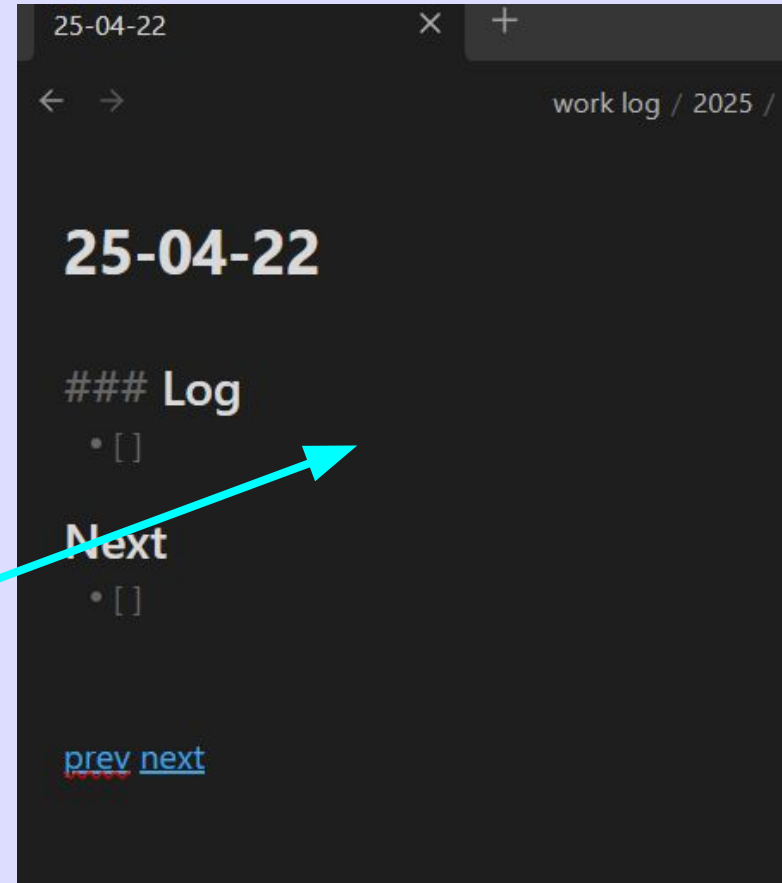 25-04-22
work log / 2025 /
25-04-22
### Log
• [ ]
Next
• [ ]
prev next